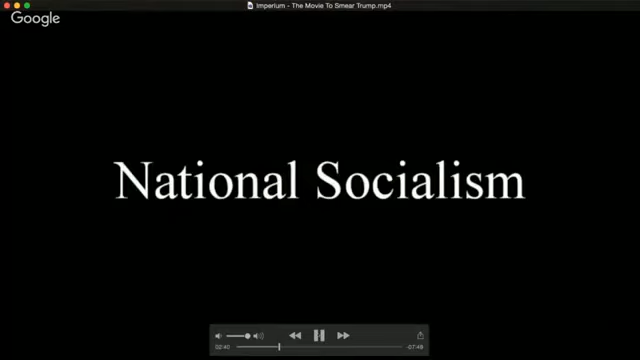 Imperium - The Movie To Smear Trump.mp4
Google
National Socialism
02:40
-07:49